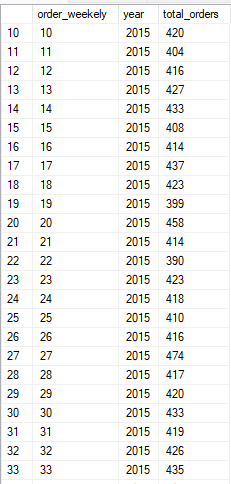 order_weekely year total_orders
10 10 2015 420
11 11 2015 404
12 12 2015 416
13 13 2015 427
14 14 2015 433
15 15 2015 408
16 16 2015 414
17 17 2015 437
18 18 2015 423
19 19 2015 399
20 20 2015 458
21 21 2015 414
22 22 2015 390
23 23 2015 423
24 24 2015 418
25 25 2015 410
26 26 2015 416
27 27 2015 474
28 28 2015 417
29 29 2015 420
30 30 2015 433
31 31 2015 419
32 32 2015 426
33 33 2015 435